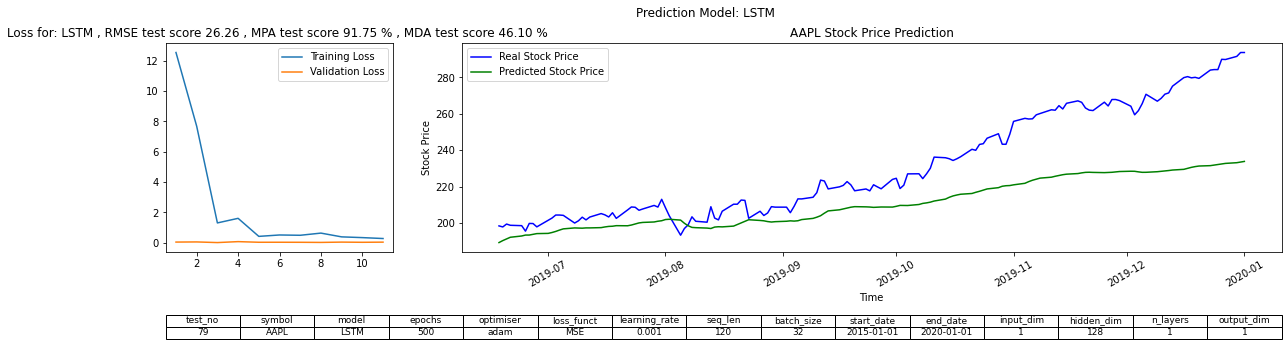 Prediction Model: LSTM
Loss for: LSTM , RMSE test score 26.26 , MPA test score 91.75 % , MDA test score 46.10 %
Training Loss
Validation Loss
12
10
8
6
4
2
0
2 4 6 8 10
AAPL Stock Price Prediction
Real Stock Price
Predicted Stock Price
Stock Price
280
260
240
220
200
2019-07 2019-08 2019-09 2019-10 2019-11 2019-12 2020-01
Time
test_no symbol model epochs optimiser loss_funct learning_rate seq_len batch_size start_date end_date input_dim hidden_dim n_layers output_dim
79 AAPL LSTM 500 adam MSE 0.001 120 32 2015-01-01 2020-01-01 1 128 1 1